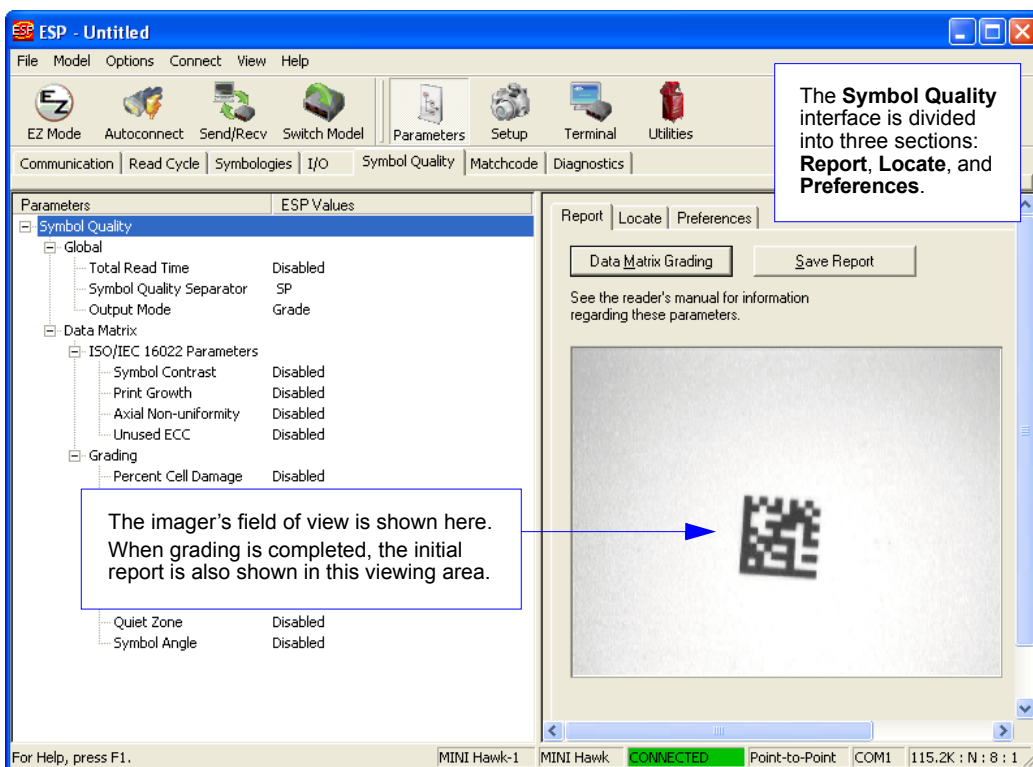 ESP - Untitled
File Model Options Connect View Help
EZ
EZ Mode Autoconnect Send/Recv Switch Model Parameters Setup Terminal Utilities
Communication Read Cycle Symbologies I/O Symbol Quality Matchcode Diagnostics
The Symbol Quality
interface is divided
into three sections:
Report, Locate, and
Preferences.
Parameters ESP Values
Symbol Quality
Global
Total Read Time Disabled
Symbol Quality Separator SP
Output Mode Grade
Data Matrix
ISO/IEC 16022 Parameters
Symbol Contrast Disabled
Print Growth Disabled
Axial Non-uniformity Disabled
Unused ECC Disabled
Grading
Percent Cell Damage Disabled
The imager's field of view is shown here.
When grading is completed, the initial
report is also shown in this viewing area.
Quiet Zone Disabled
Symbol Angle Disabled
Report Locate Preferences
Data Matrix Grading Save Report
See the reader's manual for information
regarding these parameters.
For Help, press F1. MINI Hawk-1 MINI Hawk CONNECTED Point-to-Point COM1 115.2K : N : 8 : 1